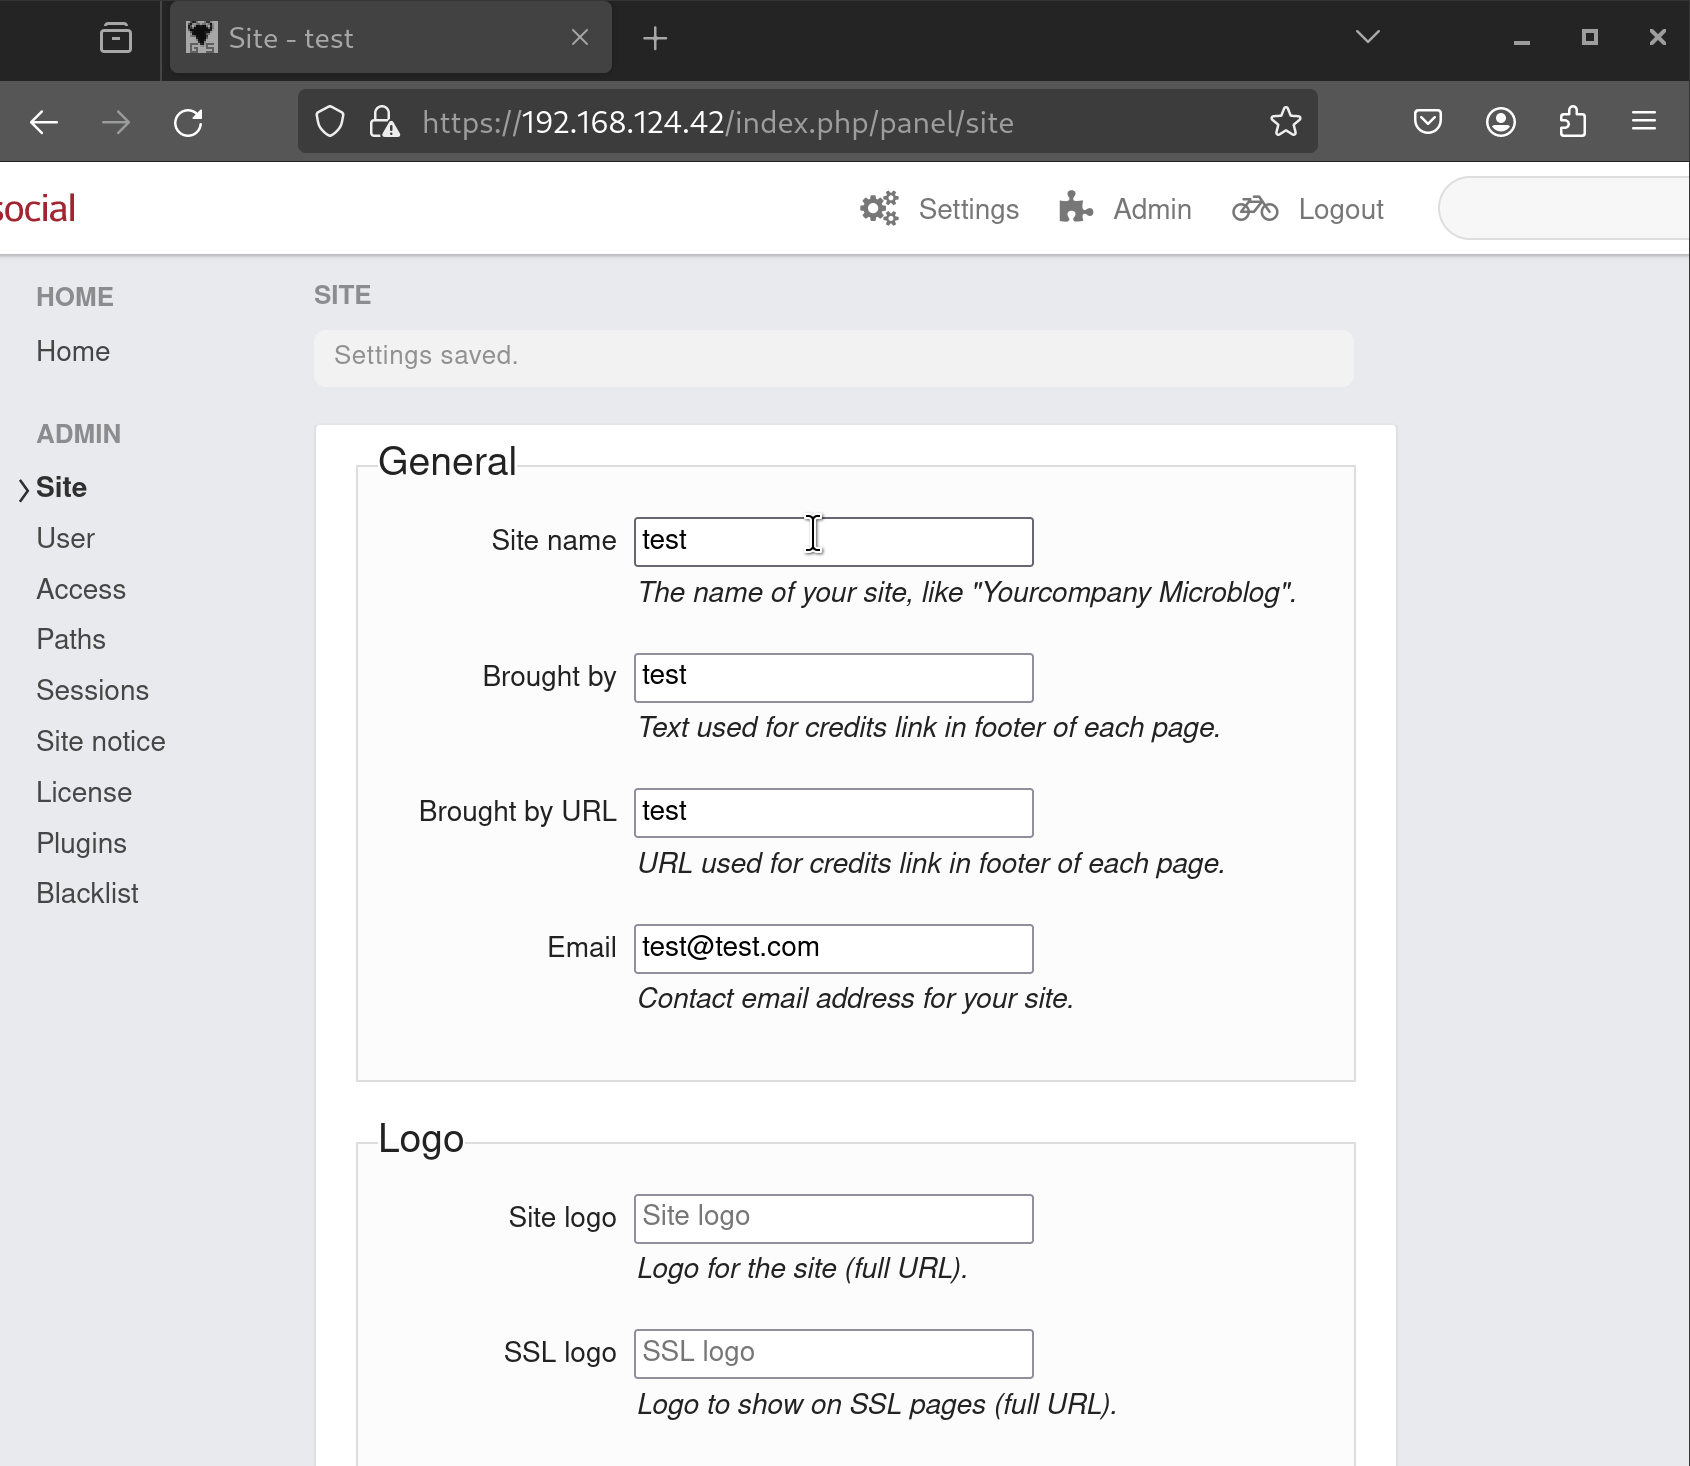 Site - test
https://192.168.124.42/index.php/panel/site
social
Settings
Admin
Logout
HOME
Home
ADMIN
Site
User
Access
Paths
Sessions
Site notice
License
Plugins
Blacklist
SITE
Settings saved.
General
Site name test
The name of your site, like "Yourcompany Microblog".
Brought by test
Text used for credits link in footer of each page.
Brought by URL test
URL used for credits link in footer of each page.
Email test@test.com
Contact email address for your site.
Logo
Site logo Site logo
Logo for the site (full URL).
SSL logo SSL logo
Logo to show on SSL pages (full URL).